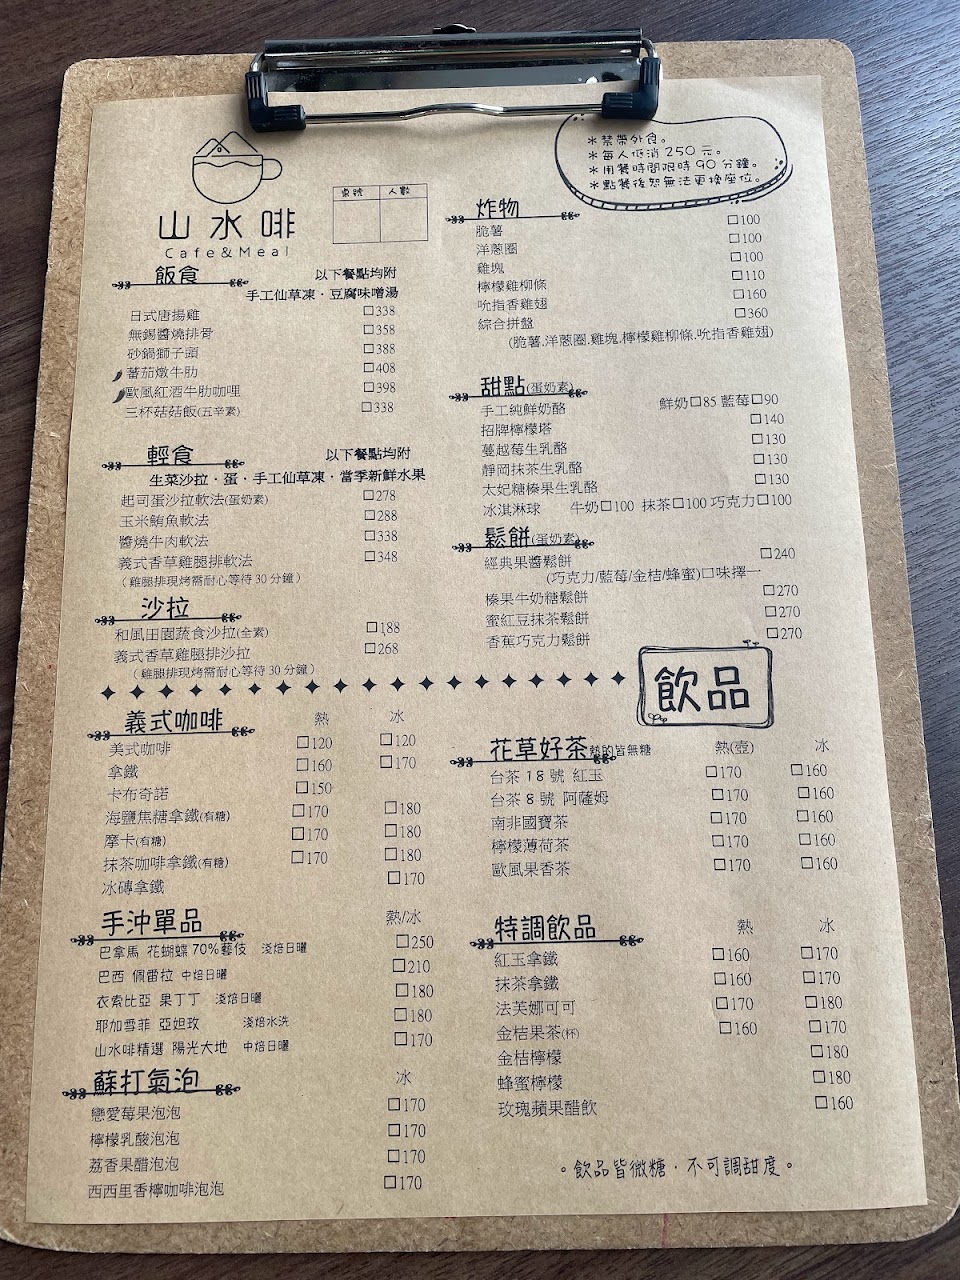 山水啡
Cafe&Meal
桌號 人數
＊禁帶外食。
＊每人低消 250 元。
＊用餐時間限時 90 分鐘。
＊點餐後恕無法更換座位。
飯食 以下餐點均附
手工仙草凍．豆腐味噌湯
日式唐揚雞 □338
無錫醬燒排骨 □358
砂鍋獅子頭 □388
蕃茄燉牛肋 □408
歐風紅酒牛肋咖哩 □398
三杯菇菇飯(五辛素) □338
輕食 以下餐點均附
生菜沙拉．蛋．手工仙草凍．當季新鮮水果
起司蛋沙拉軟法(蛋奶素) □278
玉米鮪魚軟法 □288
醬燒牛肉軟法 □338
義式香草雞腿排軟法 □348
（雞腿排現烤需耐心等待 30 分鐘）
沙拉
和風田園蔬食沙拉(全素) □188
義式香草雞腿排沙拉 □268
（雞腿排現烤需耐心等待 30 分鐘）
炸物
脆薯 □100
洋蔥圈 □100
雞塊 □100
檸檬雞柳條 □110
吮指香雞翅 □160
綜合拼盤 □360
(脆薯.洋蔥圈.雞塊,檸檬雞柳條.吮指香雞翅)
甜點(蛋奶素)
手工純鮮奶酪 鮮奶□85 藍莓□90
招牌檸檬塔 □140
蔓越莓生乳酪 □130
靜岡抹茶生乳酪 □130
太妃糖榛果生乳酪 □130
冰淇淋球 牛奶□100 抹茶□100 巧克力□100
鬆餅(蛋奶素)
經典果醬鬆餅 □240
(巧克力/藍莓/金桔/蜂蜜)口味擇一
榛果牛奶糖鬆餅 □270
蜜紅豆抹茶鬆餅 □270
香蕉巧克力鬆餅 □270
飲品
義式咖啡 熱 冰
美式咖啡 □120 □120
拿鐵 □160 □170
卡布奇諾 □150
海鹽焦糖拿鐵(有糖) □170 □180
摩卡(有糖) □170 □180
抹茶咖啡拿鐵(有糖) □170 □180
冰磚拿鐵 □170
手沖單品 熱/冰
巴拿馬 花蝴蝶 70%藝伎 淺焙日曬 □250
巴西 佩雷拉 中焙日曬 □210
衣索比亞 果丁丁 淺焙日曬 □180
耶加雪菲 亞妲玫 淺焙水洗 □180
山水啡精選 陽光大地 中焙日曬 □170
蘇打氣泡 冰
戀愛莓果泡泡 □170
檸檬乳酸泡泡 □170
荔香果醋泡泡 □170
西西里香檸咖啡泡泡 □170
花草好茶熱的皆無糖 熱(壺) 冰
台茶 18 號 紅玉 □170 □160
台茶 8 號 阿薩姆 □170 □160
南非國寶茶 □170 □160
檸檬薄荷茶 □170 □160
歐風果香茶 □170 □160
特調飲品 熱 冰
紅玉拿鐵 □160 □170
抹茶拿鐵 □160 □170
法芙娜可可 □170 □180
金桔果茶(杯) □160 □170
金桔檸檬 □180
蜂蜜檸檬 □180
玫瑰蘋果醋飲 □160
。飲品皆微糖．不可調甜度。